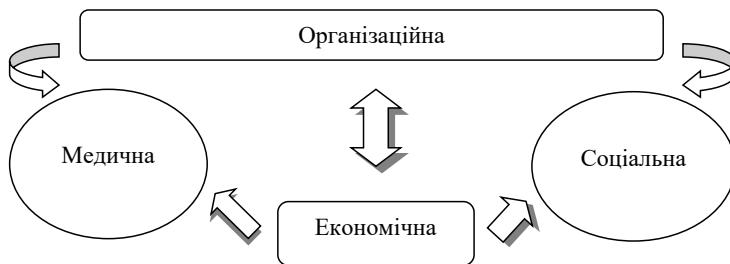 Організаційна
Медична
Соціальна
Економічна